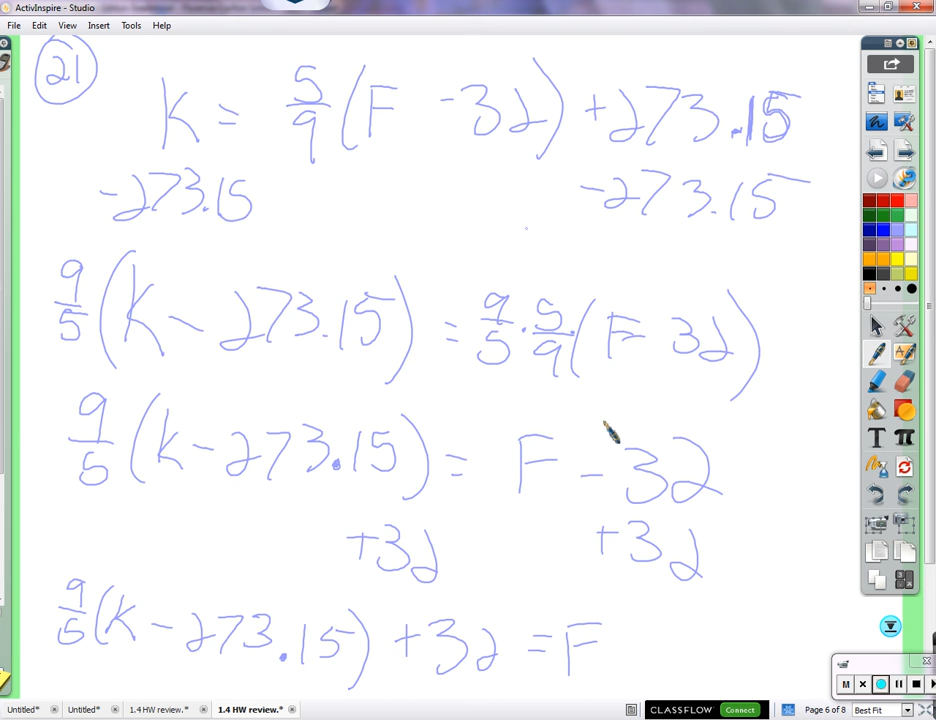 ActivInspire - Studio
File Edit View Insert Tools Help
21
K = 5/9 (F - 32) + 273.15
-273.15 -273.15
9/5 (K - 273.15) = 9/5 · 5/9 · (F 32)
9/5 (K - 273.15) = F - 32
+32 +32
9/5 (K - 273.15) + 32 = F
Untitled* Untitled* 1.4 HW review.* 1.4 HW review.* CLASSFLOW Connect Page 6 of 8 Best Fit